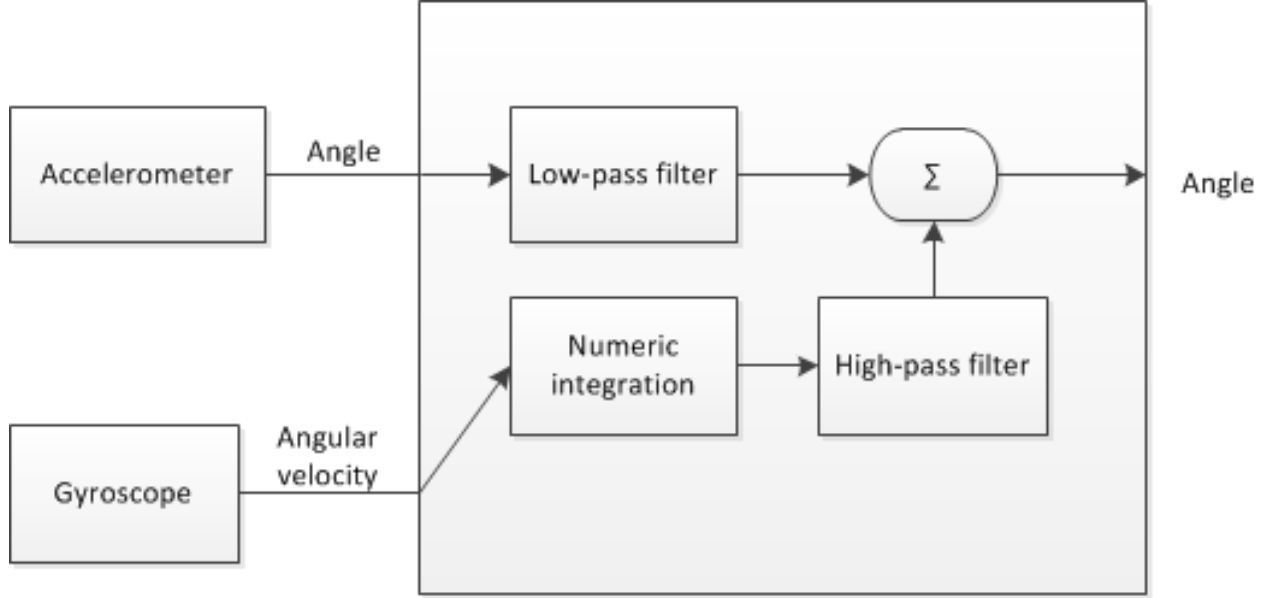 Accelerometer
Angle
Low-pass filter
Σ
Angle
Numeric
integration
High-pass filter
Gyroscope
Angular
velocity